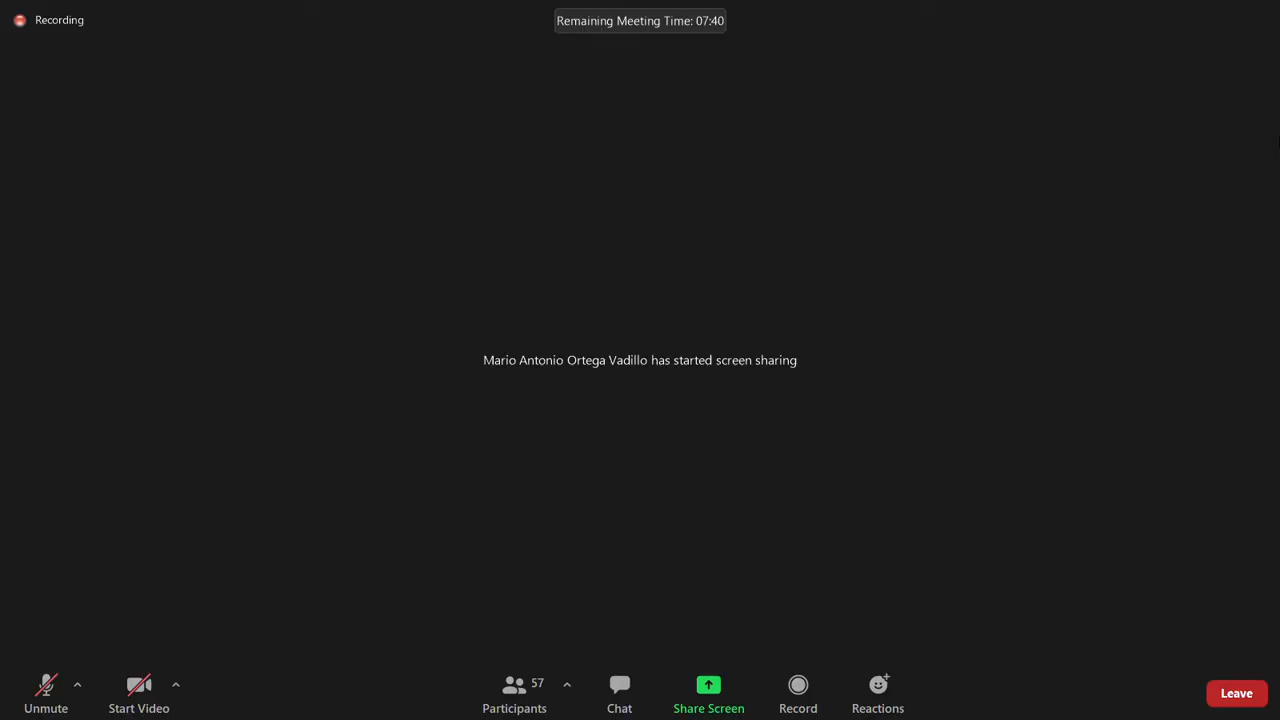 Recording
Remaining Meeting Time: 07:40
Mario Antonio Ortega Vadillo has started screen sharing
57
Unmute
Start Video
Participants
Chat
Share Screen
Record
Reactions
Leave